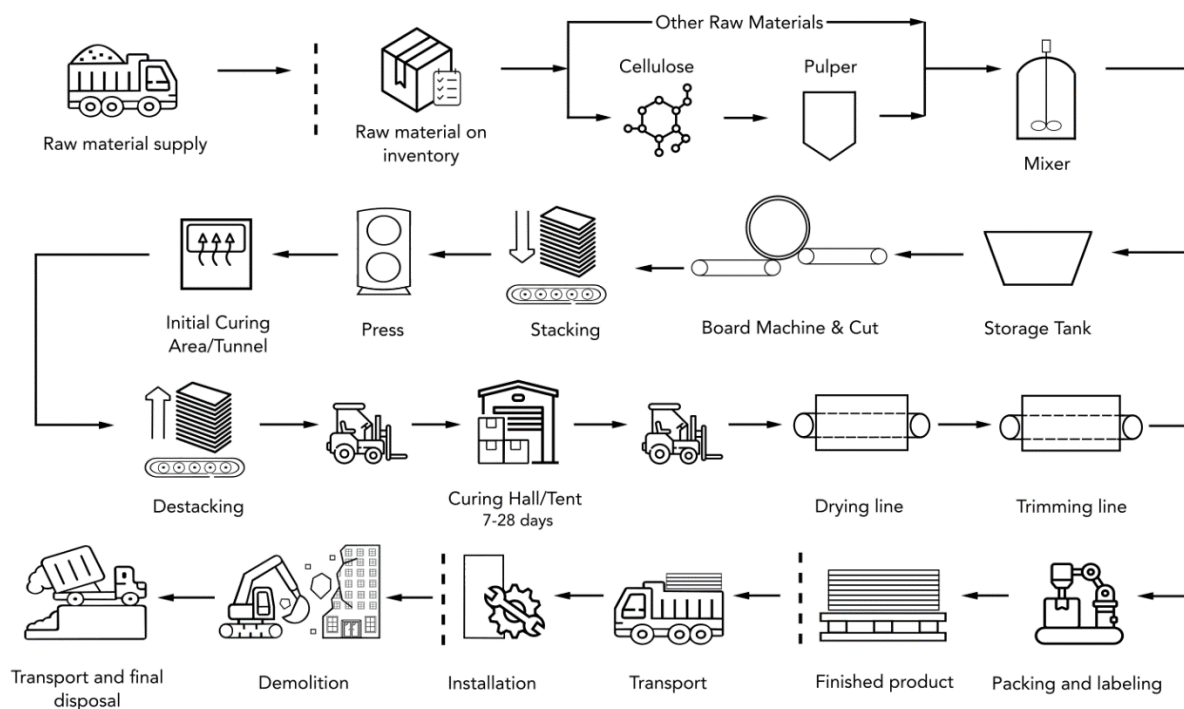 Other Raw Materials
Cellulose
Pulper
Raw material supply
Raw material on
inventory
Mixer
Initial Curing
Area/Tunnel
Press
Stacking
Board Machine & Cut
Storage Tank
Destacking
Curing Hall/Tent
7-28 days
Drying line
Trimming line
Transport and final
disposal
Demolition
Installation
Transport
Finished product
Packing and labeling